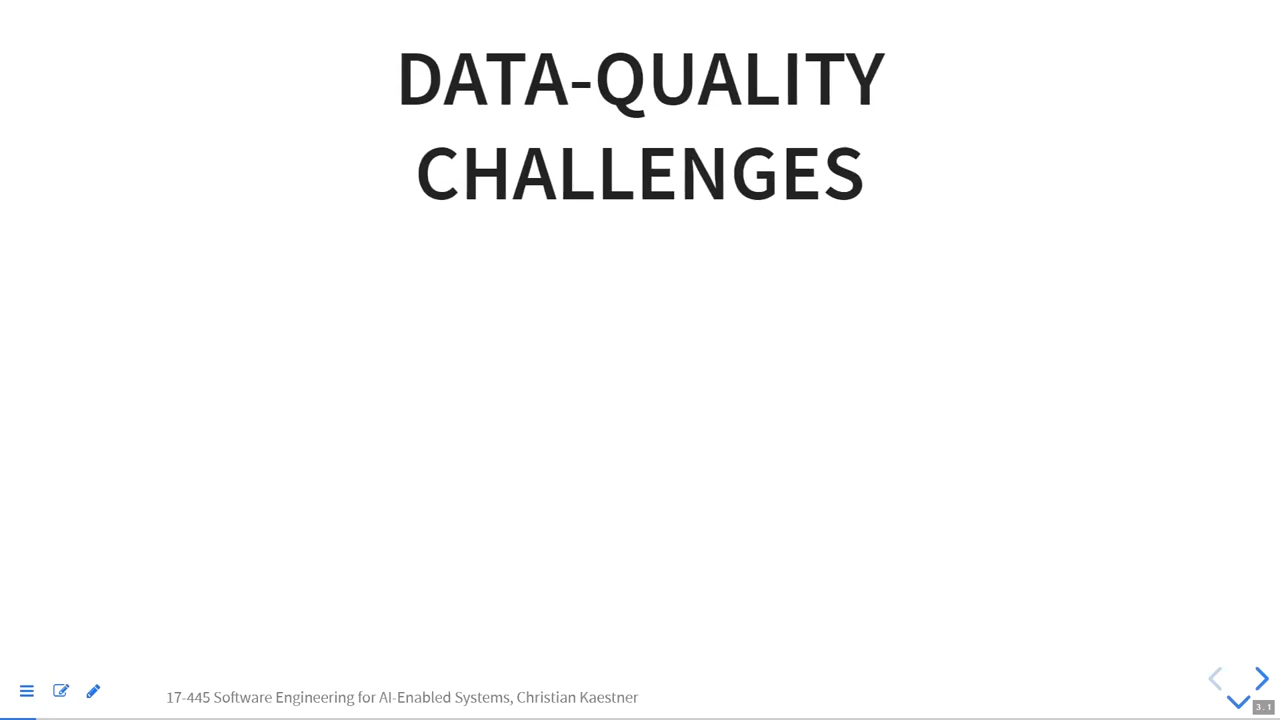 DATA-QUALITY
CHALLENGES
17-445 Software Engineering for AI-Enabled Systems, Christian Kaestner
3 . 1